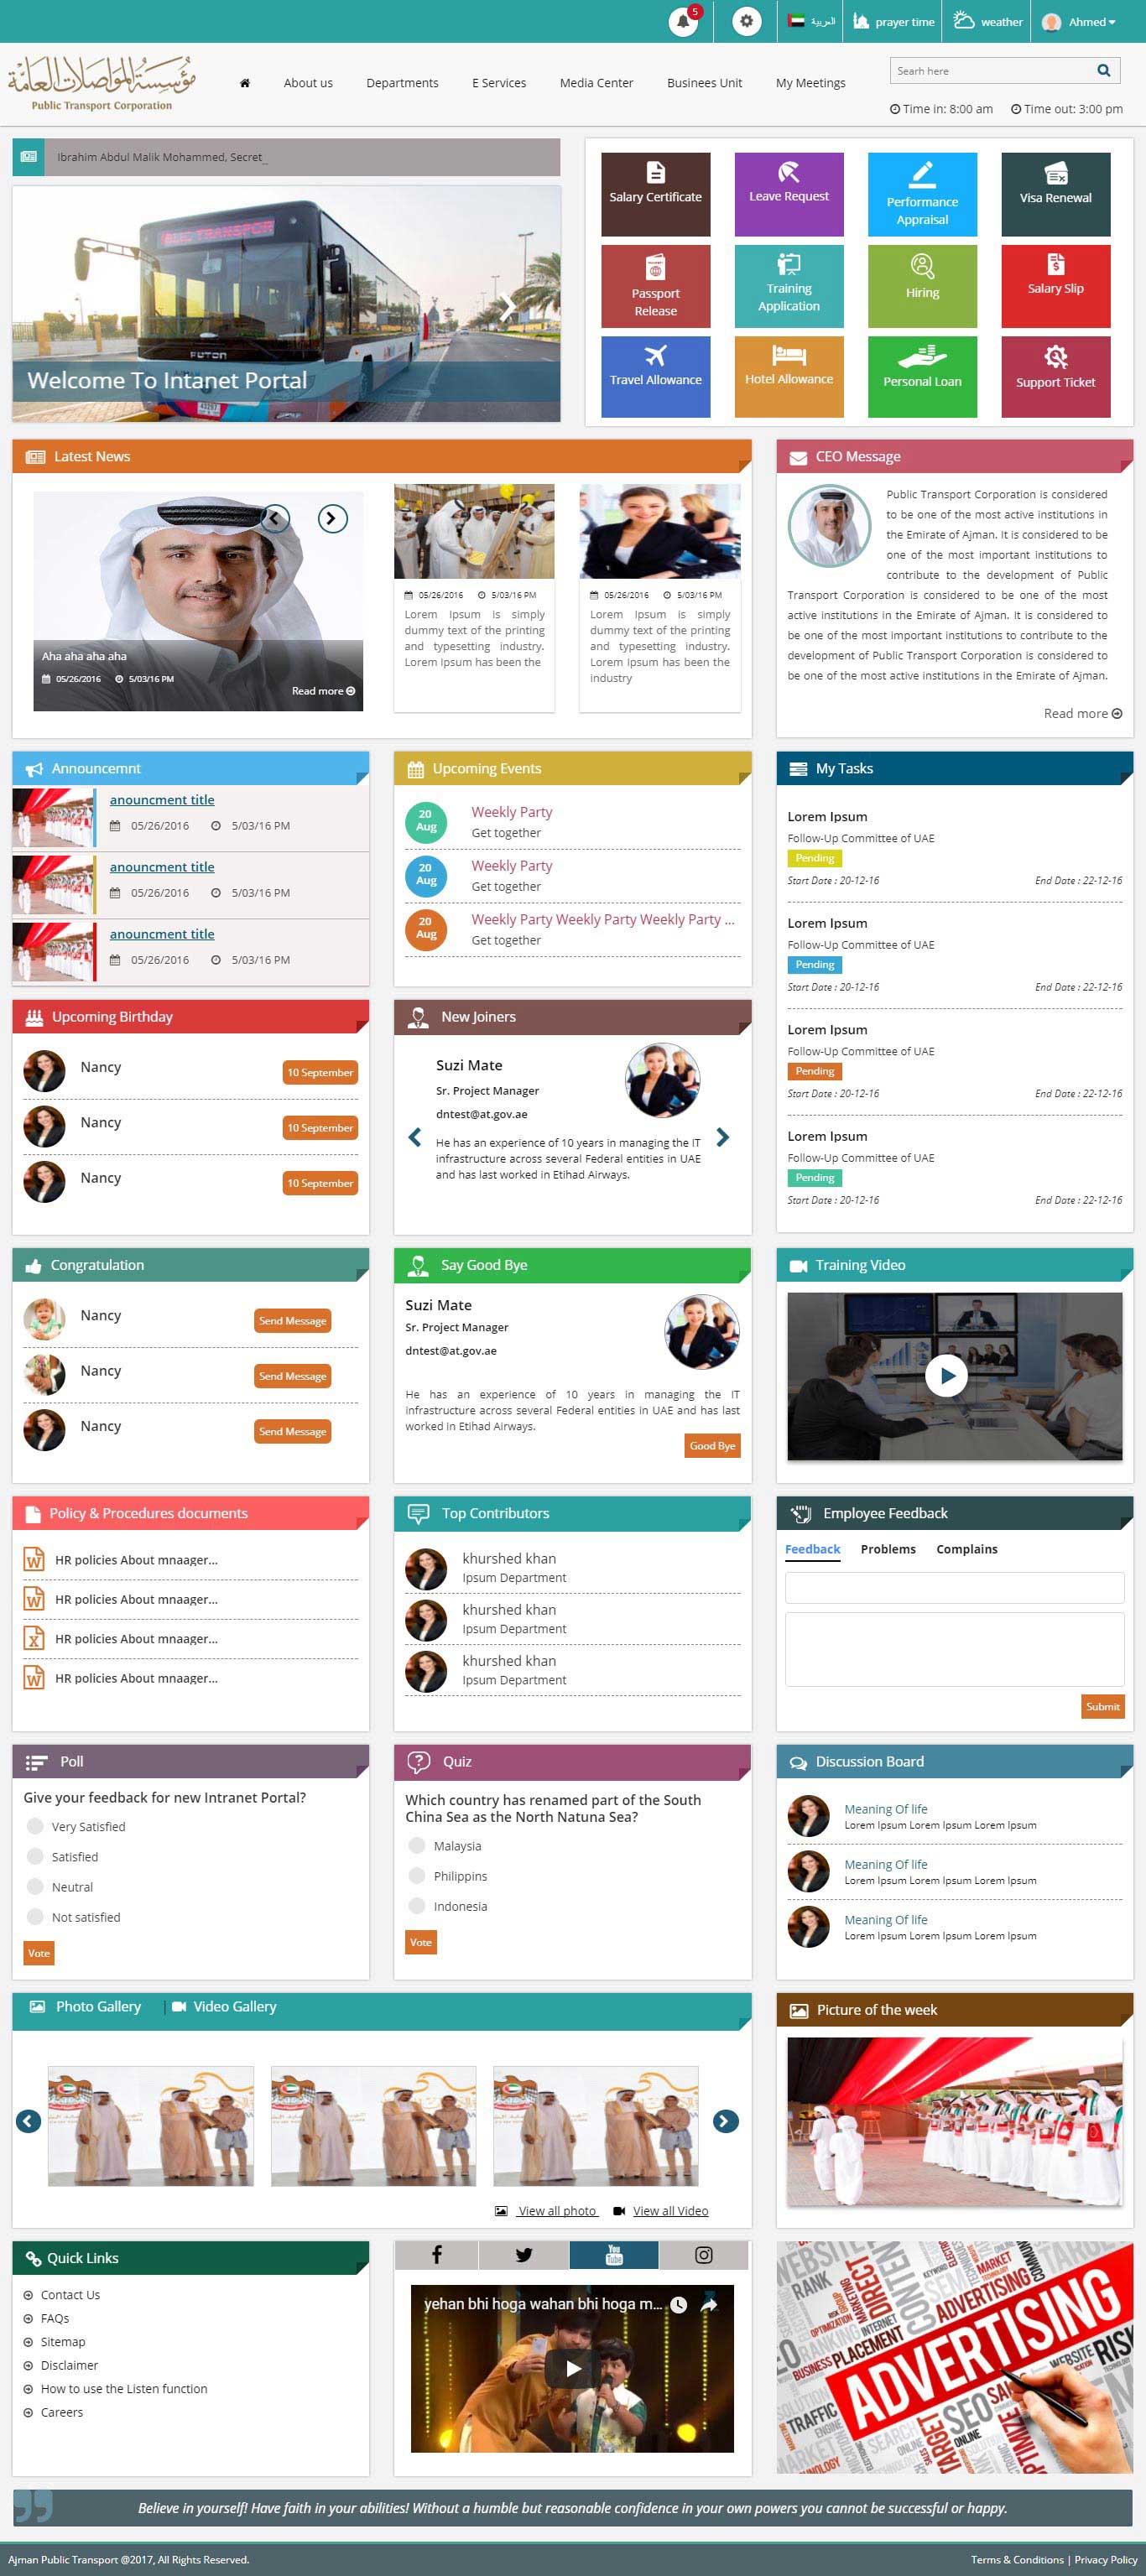 5
العربية
prayer time
weather
Ahmed
مؤسسة المواصلات العامة
Public Transport Corporation
About us
Departments
E Services
Media Center
Businees Unit
My Meetings
Searh here
Time in: 8:00 am
Time out: 3:00 pm
Ibrahim Abdul Malik Mohammed, Secret_
FUTON
Welcome To Intanet Portal
Salary Certificate
Leave Request
Performance
Appraisal
Visa Renewal
Passport
Release
Training
Application
Hiring
Salary Slip
Travel Allowance
Hotel Allowance
Personal Loan
Support Ticket
Latest News
Aha aha aha aha
05/26/2016 5/03/16 PM
Read more
05/26/2016 5/03/16 PM
Lorem Ipsum is simply
dummy text of the printing
and typesetting industry.
Lorem Ipsum has been the
05/26/2016 5/03/16 PM
Lorem Ipsum is simply
dummy text of the printing
and typesetting industry.
Lorem Ipsum has been the
industry
CEO Message
Public Transport Corporation is considered
to be one of the most active institutions in
the Emirate of Ajman. It is considered to be
one of the most important institutions to
contribute to the development of Public
Transport Corporation is considered to be one of the most
active institutions in the Emirate of Ajman. It is considered to
be one of the most important institutions to contribute to the
development of Public Transport Corporation is considered to
be one of the most active institutions in the Emirate of Ajman.
Read more
Announcemnt
anouncment title
05/26/2016 5/03/16 PM
anouncment title
05/26/2016 5/03/16 PM
anouncment title
05/26/2016 5/03/16 PM
Upcoming Events
20
Aug
Weekly Party
Get together
20
Aug
Weekly Party
Get together
20
Aug
Weekly Party Weekly Party Weekly Party ...
Get together
My Tasks
Lorem Ipsum
Follow-Up Committee of UAE
Pending
Start Date : 20-12-16 End Date : 22-12-16
Lorem Ipsum
Follow-Up Committee of UAE
Pending
Start Date : 20-12-16 End Date : 22-12-16
Lorem Ipsum
Follow-Up Committee of UAE
Pending
Start Date : 20-12-16 End Date : 22-12-16
Lorem Ipsum
Follow-Up Committee of UAE
Pending
Start Date : 20-12-16 End Date : 22-12-16
Upcoming Birthday
Nancy 10 September
Nancy 10 September
Nancy 10 September
New Joiners
Suzi Mate
Sr. Project Manager
dntest@at.gov.ae
He has an experience of 10 years in managing the IT
infrastructure across several Federal entities in UAE
and has last worked in Etihad Airways.
Congratulation
Nancy Send Message
Nancy Send Message
Nancy Send Message
Say Good Bye
Suzi Mate
Sr. Project Manager
dntest@at.gov.ae
He has an experience of 10 years in managing the IT
infrastructure across several Federal entities in UAE and has last
worked in Etihad Airways.
Good Bye
Training Video
Policy & Procedures documents
HR policies About mnaager...
HR policies About mnaager...
HR policies About mnaager...
HR policies About mnaager...
Top Contributors
khurshed khan
Ipsum Department
khurshed khan
Ipsum Department
khurshed khan
Ipsum Department
Employee Feedback
Feedback Problems Complains
Submit
Poll
Give your feedback for new Intranet Portal?
Very Satisfied
Satisfied
Neutral
Not satisfied
Vote
Quiz
Which country has renamed part of the South
China Sea as the North Natuna Sea?
Malaysia
Philippins
Indonesia
Vote
Discussion Board
Meaning Of life
Lorem Ipsum Lorem Ipsum Lorem Ipsum
Meaning Of life
Lorem Ipsum Lorem Ipsum Lorem Ipsum
Meaning Of life
Lorem Ipsum Lorem Ipsum Lorem Ipsum
Photo Gallery | Video Gallery
View all photo View all Video
Picture of the week
Quick Links
Contact Us
FAQs
Sitemap
Disclaimer
How to use the Listen function
Careers
You
Tube
yehan bhi hoga wahan bhi hoga m...
WEBSITE
RANK
DIRECT
CONTENT
MARKET
ADVERTISING
BUSINESS PLACEMENT
ADVERTISING
WEBSITE RISK
TRAFFIC
TARGET
SEO
OPTIMIZE
Believe in yourself! Have faith in your abilities! Without a humble but reasonable confidence in your own powers you cannot be successful or happy.
Ajman Public Transport @2017, All Rights Reserved.
Terms & Conditions | Privacy Policy